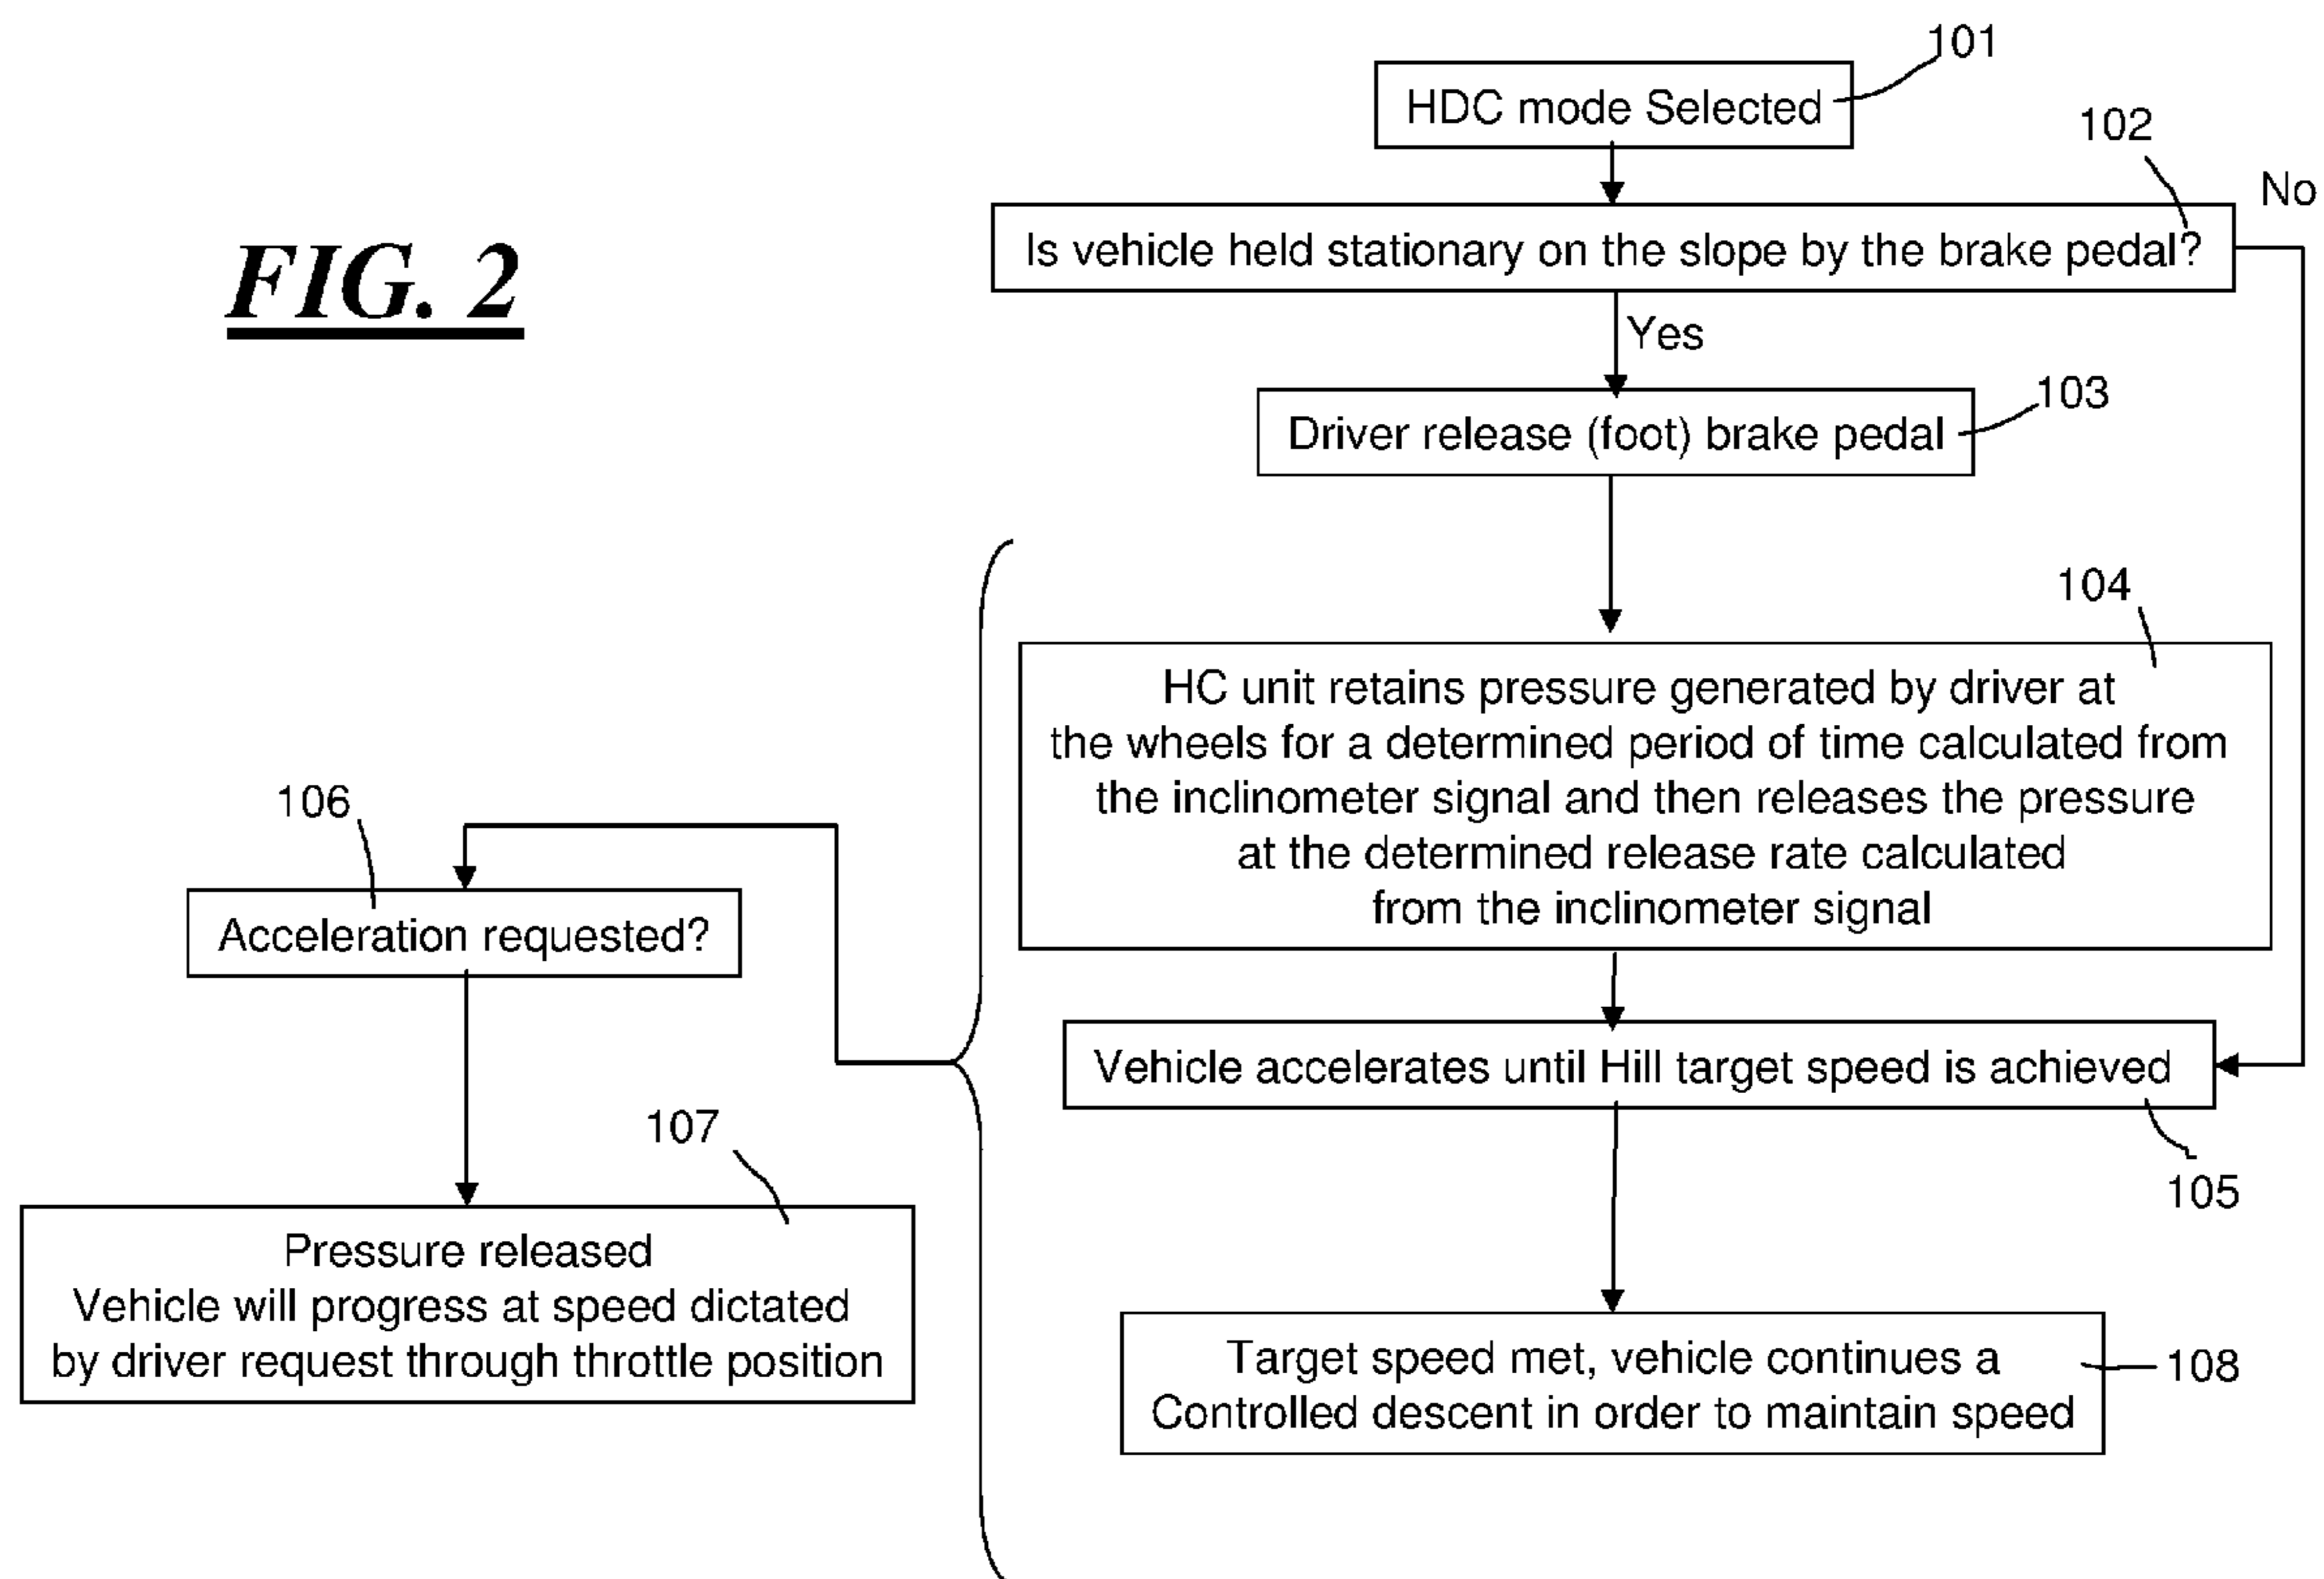 FIG. 2
101
HDC mode Selected
102
No
Is vehicle held stationary on the slope by the brake pedal?
Yes
103
Driver release (foot) brake pedal
104
HC unit retains pressure generated by driver at
the wheels for a determined period of time calculated from
the inclinometer signal and then releases the pressure
at the determined release rate calculated
from the inclinometer signal
106
Acceleration requested?
Vehicle accelerates until Hill target speed is achieved
105
107
Pressure released
Vehicle will progress at speed dictated
by driver request through throttle position
Target speed met, vehicle continues a
Controlled descent in order to maintain speed
108